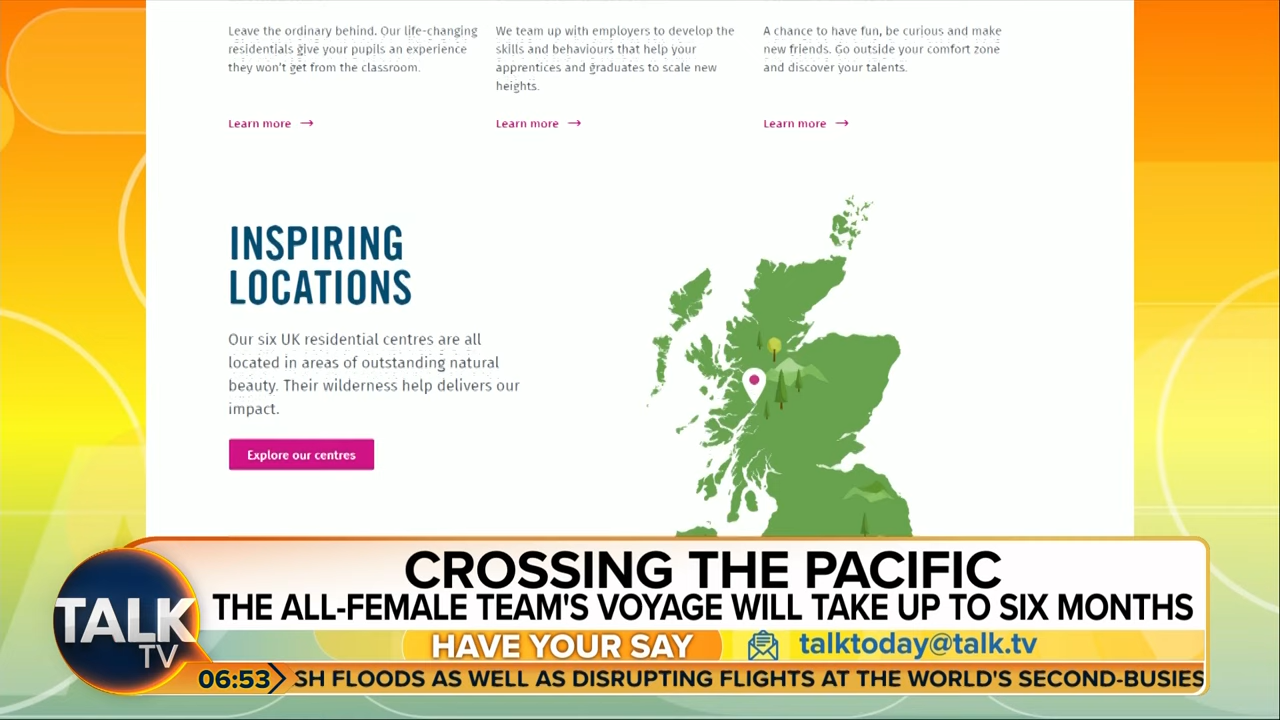 Leave the ordinary behind. Our life-changing
residentials give your pupils an experience
they won't get from the classroom.
Learn more
We team up with employers to develop the
skills and behaviours that help your
apprentices and graduates to scale new
heights.
Learn more
A chance to have fun, be curious and make
new friends. Go outside your comfort zone
and discover your talents.
Learn more
INSPIRING
LOCATIONS
Our six UK residential centres are all
located in areas of outstanding natural
beauty. Their wilderness help delivers our
impact.
Explore our centres
CROSSING THE PACIFIC
THE ALL-FEMALE TEAM'S VOYAGE WILL TAKE UP TO SIX MONTHS
HAVE YOUR SAY
talktoday@talk.tv
TALK
TV
06:53
SH FLOODS AS WELL AS DISRUPTING FLIGHTS AT THE WORLD'S SECOND-BUSIES